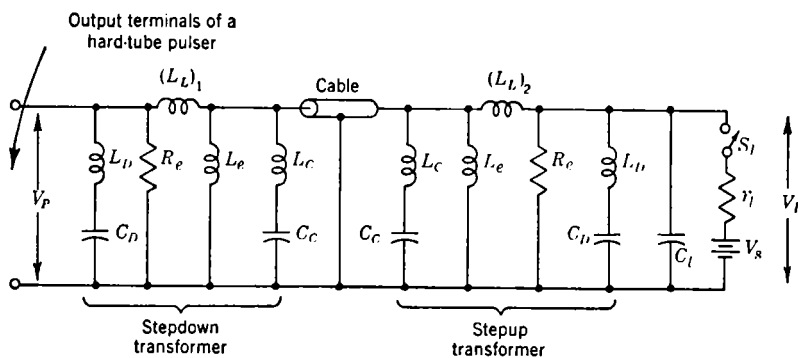 Output terminals of a
hard-tube pulser
(L_L)_1
Cable
(L_L)_2
V_P
L_D
R_e
L_e
L_C
L_C
L_e
R_e
L_D
S_l
r_l
V_l
C_D
C_C
C_C
C_D
C_l
V_s
Stepdown
transformer
Stepup
transformer